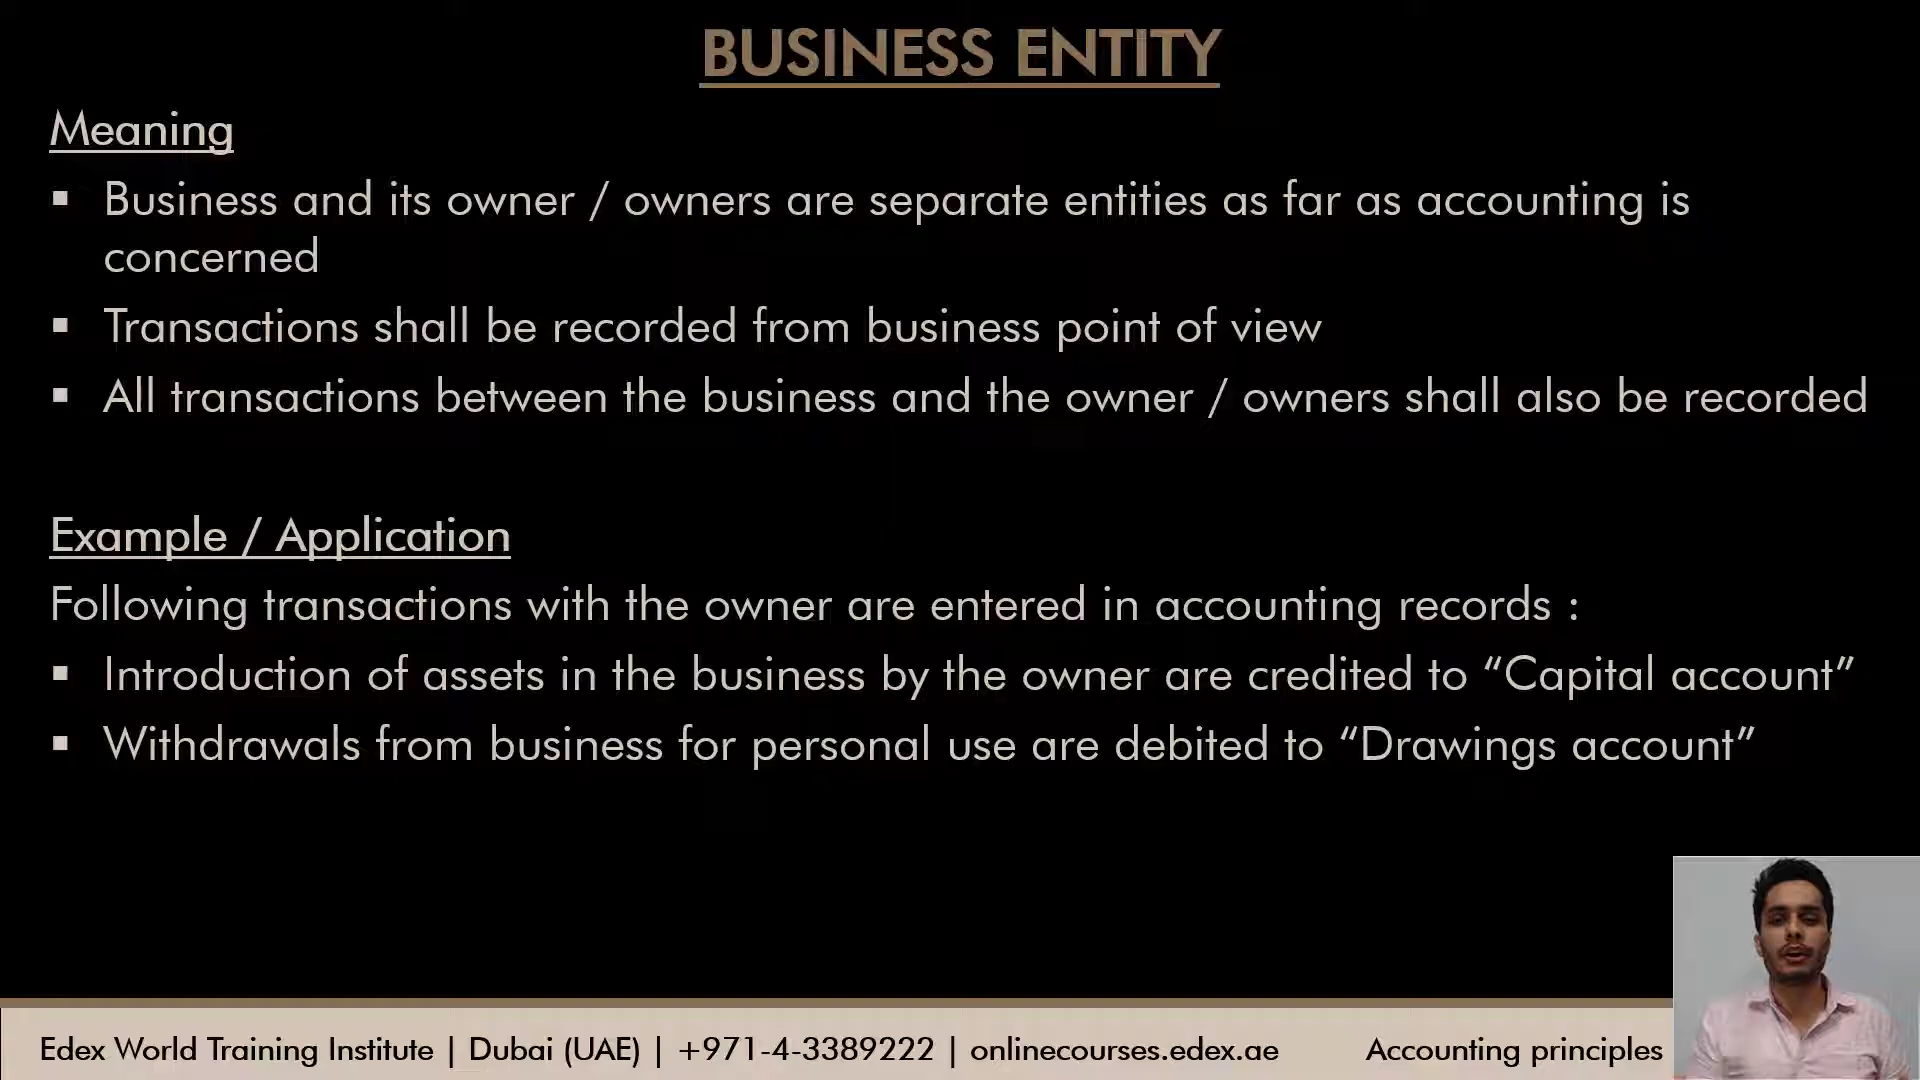 BUSINESS ENTITY
Meaning
▪ Business and its owner / owners are separate entities as far as accounting is
concerned
▪ Transactions shall be recorded from business point of view
▪ All transactions between the business and the owner / owners shall also be recorded
Example / Application
Following transactions with the owner are entered in accounting records :
▪ Introduction of assets in the business by the owner are credited to “Capital account”
▪ Withdrawals from business for personal use are debited to “Drawings account”
Edex World Training Institute | Dubai (UAE) | +971-4-3389222 | onlinecourses.edex.ae Accounting principles